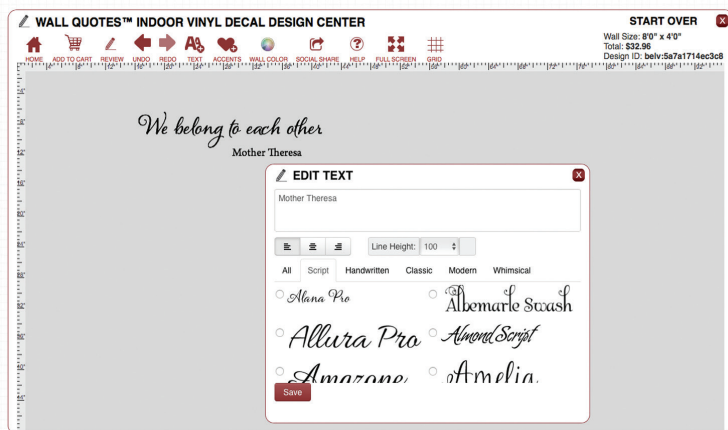 WALL QUOTES™ INDOOR VINYL DECAL DESIGN CENTER
START OVER X
Wall Size: 8'0" x 4'0"
Total: $32.96
Design ID: belv:5a7a1714ec3c8
HOME ADD TO CART REVIEW UNDO REDO TEXT ACCENTS WALL COLOR SOCIAL SHARE HELP FULL SCREEN GRID
We belong to each other
Mother Theresa
EDIT TEXT X
Mother Theresa
Line Height: 100
All Script Handwritten Classic Modern Whimsical
Alana Pro Albemarle Swash
Allura Pro Almond Script
Amazone Amelia
Save